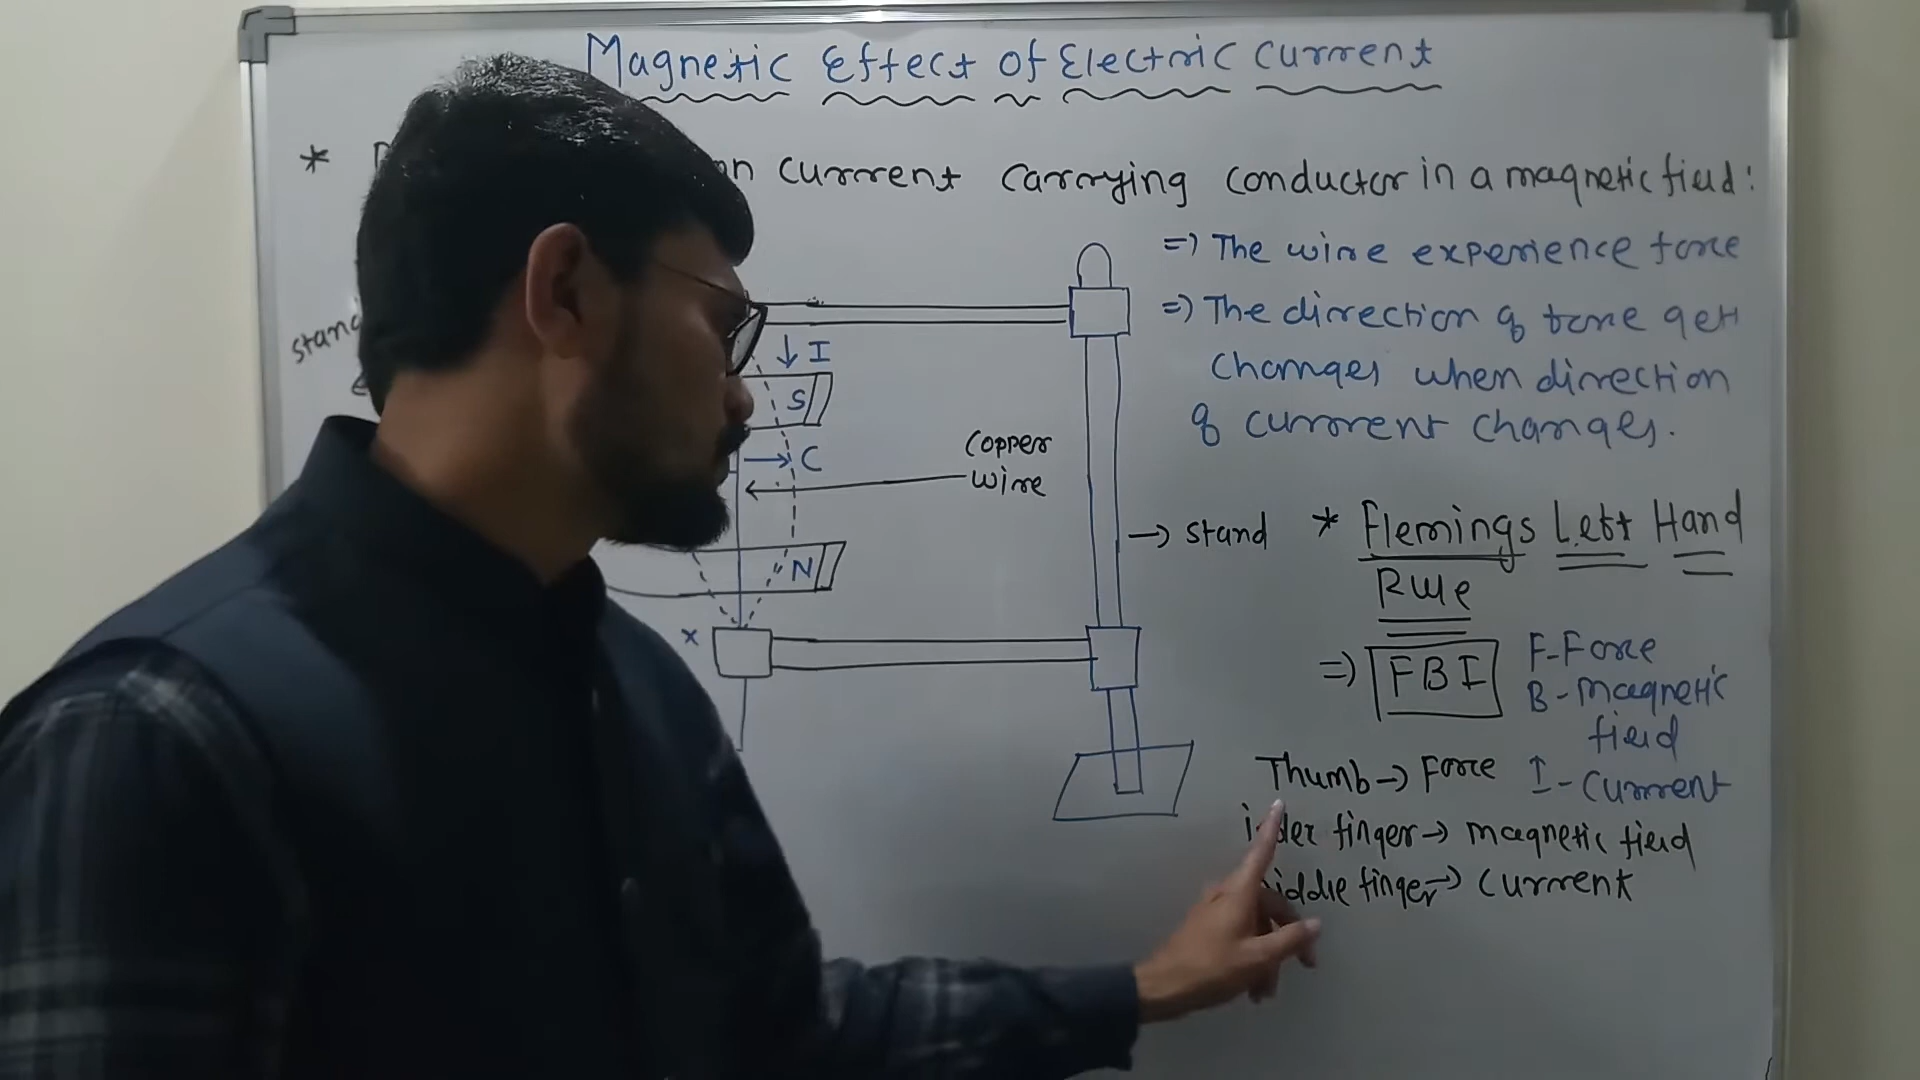 Magnetic Effect of Electric Current
* on current carrying conductor in a magnetic field:
=) The wire experience force
=) The direction of force get
changes when direction
of current changes.
stand
↓ I
S
→ C
Copper
wire
N
x
→ stand
* Flemings Left Hand
Rule
=) FBI
F-Force
B-Magnetic
field
I-Current
Thumb → Force
index finger → magnetic field
middle finger → current